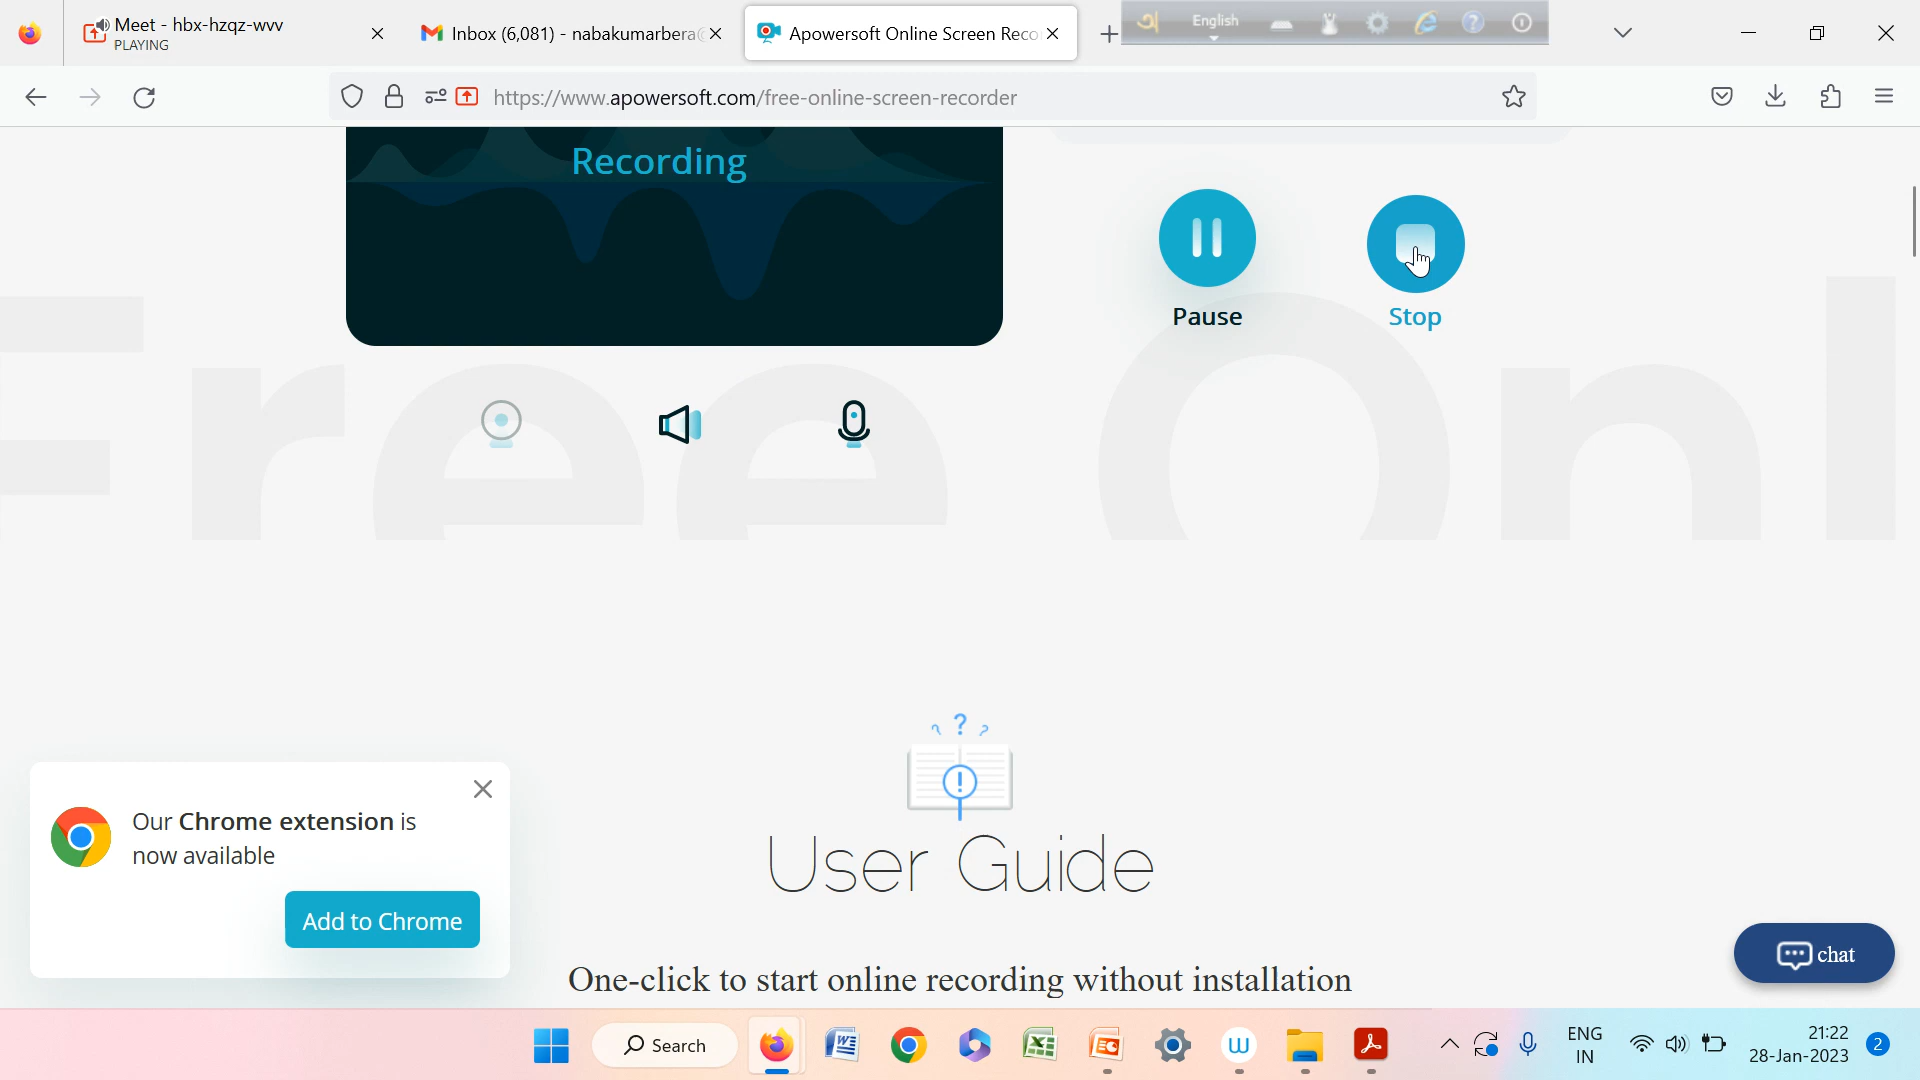 Meet - hbx-hzqz-wvv
PLAYING
Inbox (6,081) - nabakumarbera
Apowersoft Online Screen Reco
অ
English
https://www.apowersoft.com/free-online-screen-recorder
Recording
Pause
Stop
Free Onl
User Guide
Our Chrome extension is
now available
Add to Chrome
One-click to start online recording without installation
chat
Search
ENG
IN
21:22
28-Jan-2023
2